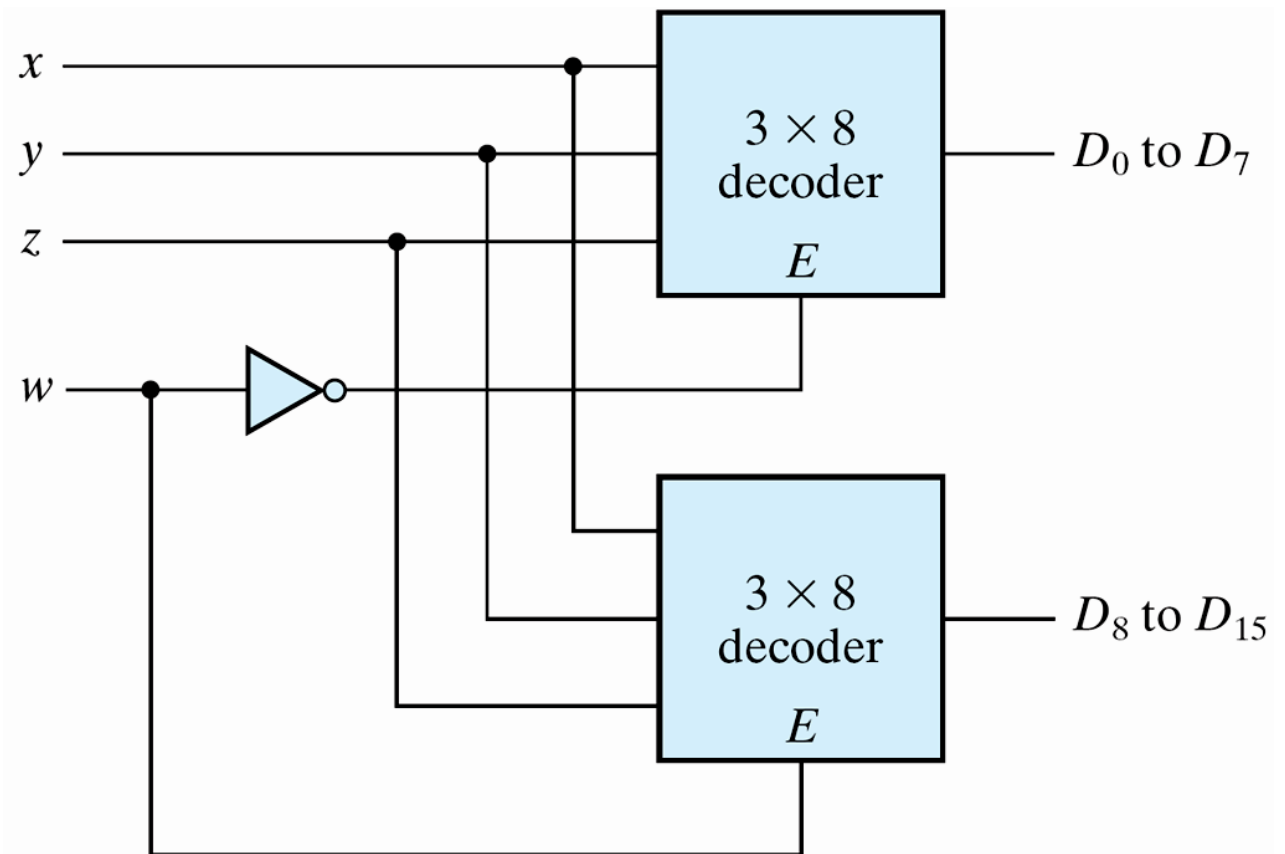 x
y
z
w
3 × 8
decoder
E
D₀ to D₇
3 × 8
decoder
E
D₈ to D₁₅